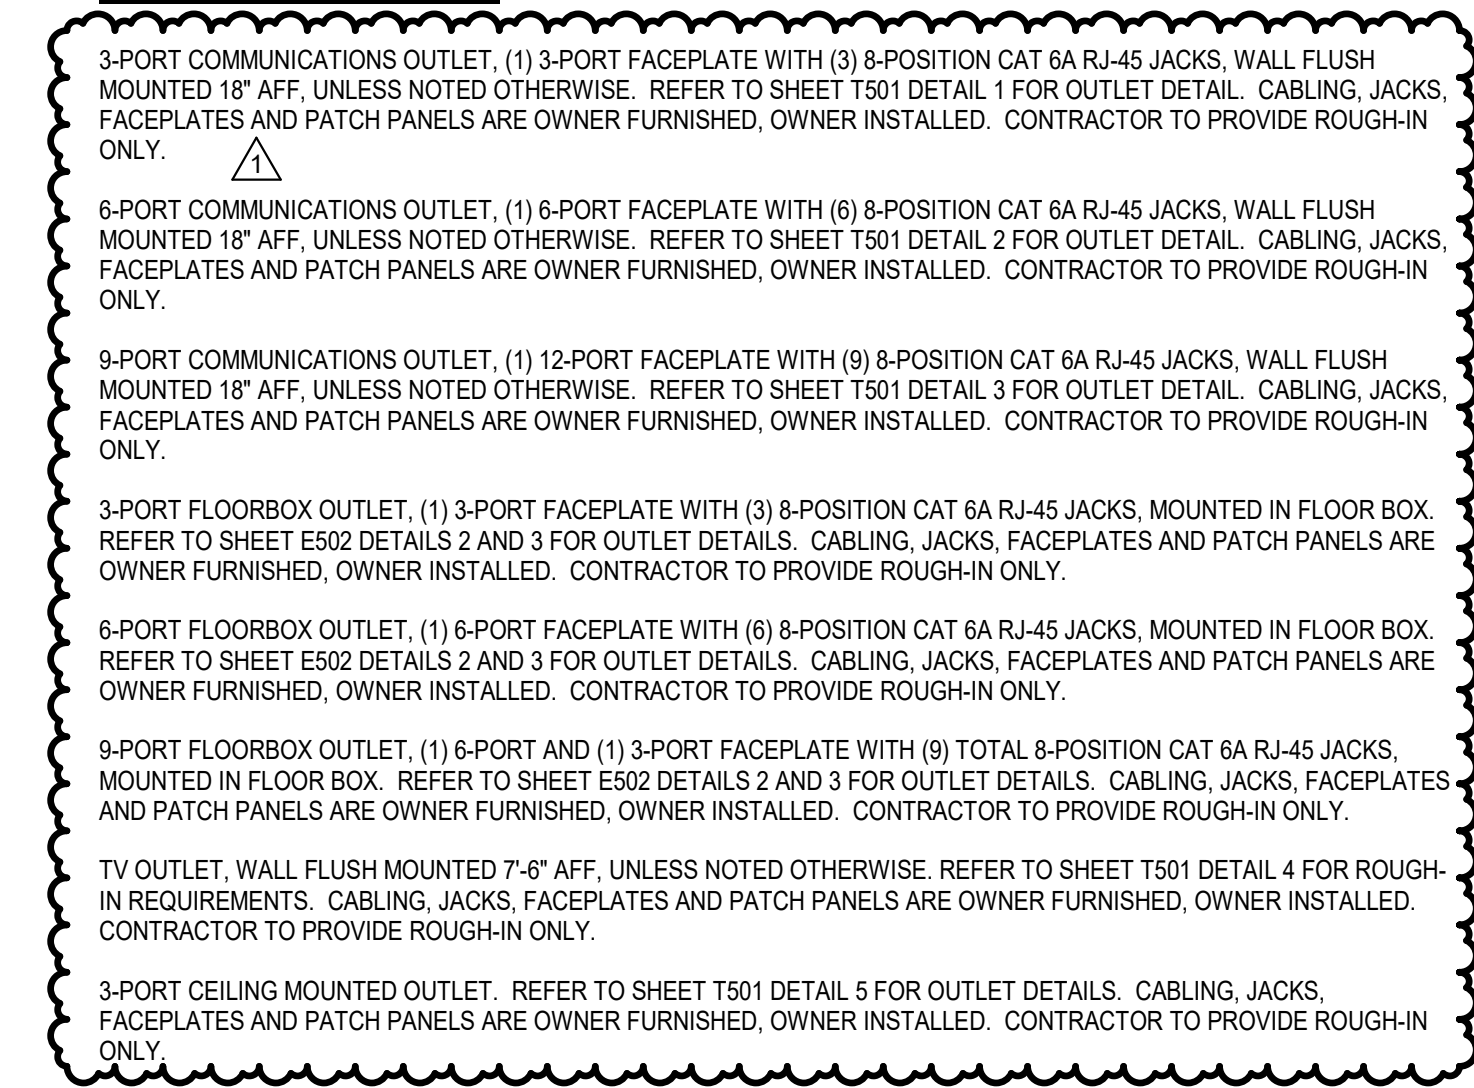 3-PORT COMMUNICATIONS OUTLET, (1) 3-PORT FACEPLATE WITH (3) 8-POSITION CAT 6A RJ-45 JACKS, WALL FLUSH
MOUNTED 18" AFF, UNLESS NOTED OTHERWISE.  REFER TO SHEET T501 DETAIL 1 FOR OUTLET DETAIL.  CABLING, JACKS,
FACEPLATES AND PATCH PANELS ARE OWNER FURNISHED, OWNER INSTALLED.  CONTRACTOR TO PROVIDE ROUGH-IN
ONLY.
1
6-PORT COMMUNICATIONS OUTLET, (1) 6-PORT FACEPLATE WITH (6) 8-POSITION CAT 6A RJ-45 JACKS, WALL FLUSH
MOUNTED 18" AFF, UNLESS NOTED OTHERWISE.  REFER TO SHEET T501 DETAIL 2 FOR OUTLET DETAIL.  CABLING, JACKS,
FACEPLATES AND PATCH PANELS ARE OWNER FURNISHED, OWNER INSTALLED.  CONTRACTOR TO PROVIDE ROUGH-IN
ONLY.
9-PORT COMMUNICATIONS OUTLET, (1) 12-PORT FACEPLATE WITH (9) 8-POSITION CAT 6A RJ-45 JACKS, WALL FLUSH
MOUNTED 18" AFF, UNLESS NOTED OTHERWISE.  REFER TO SHEET T501 DETAIL 3 FOR OUTLET DETAIL.  CABLING, JACKS,
FACEPLATES AND PATCH PANELS ARE OWNER FURNISHED, OWNER INSTALLED.  CONTRACTOR TO PROVIDE ROUGH-IN
ONLY.
3-PORT FLOORBOX OUTLET, (1) 3-PORT FACEPLATE WITH (3) 8-POSITION CAT 6A RJ-45 JACKS, MOUNTED IN FLOOR BOX.
REFER TO SHEET E502 DETAILS 2 AND 3 FOR OUTLET DETAILS.  CABLING, JACKS, FACEPLATES AND PATCH PANELS ARE
OWNER FURNISHED, OWNER INSTALLED.  CONTRACTOR TO PROVIDE ROUGH-IN ONLY.
6-PORT FLOORBOX OUTLET, (1) 6-PORT FACEPLATE WITH (6) 8-POSITION CAT 6A RJ-45 JACKS, MOUNTED IN FLOOR BOX.
REFER TO SHEET E502 DETAILS 2 AND 3 FOR OUTLET DETAILS.  CABLING, JACKS, FACEPLATES AND PATCH PANELS ARE
OWNER FURNISHED, OWNER INSTALLED.  CONTRACTOR TO PROVIDE ROUGH-IN ONLY.
9-PORT FLOORBOX OUTLET, (1) 6-PORT AND (1) 3-PORT FACEPLATE WITH (9) TOTAL 8-POSITION CAT 6A RJ-45 JACKS,
MOUNTED IN FLOOR BOX.  REFER TO SHEET E502 DETAILS 2 AND 3 FOR OUTLET DETAILS.  CABLING, JACKS, FACEPLATES
AND PATCH PANELS ARE OWNER FURNISHED, OWNER INSTALLED.  CONTRACTOR TO PROVIDE ROUGH-IN ONLY.
TV OUTLET, WALL FLUSH MOUNTED 7'-6" AFF, UNLESS NOTED OTHERWISE. REFER TO SHEET T501 DETAIL 4 FOR ROUGH-
IN REQUIREMENTS.  CABLING, JACKS, FACEPLATES AND PATCH PANELS ARE OWNER FURNISHED, OWNER INSTALLED.
CONTRACTOR TO PROVIDE ROUGH-IN ONLY.
3-PORT CEILING MOUNTED OUTLET.  REFER TO SHEET T501 DETAIL 5 FOR OUTLET DETAILS.  CABLING, JACKS,
FACEPLATES AND PATCH PANELS ARE OWNER FURNISHED, OWNER INSTALLED.  CONTRACTOR TO PROVIDE ROUGH-IN
ONLY.